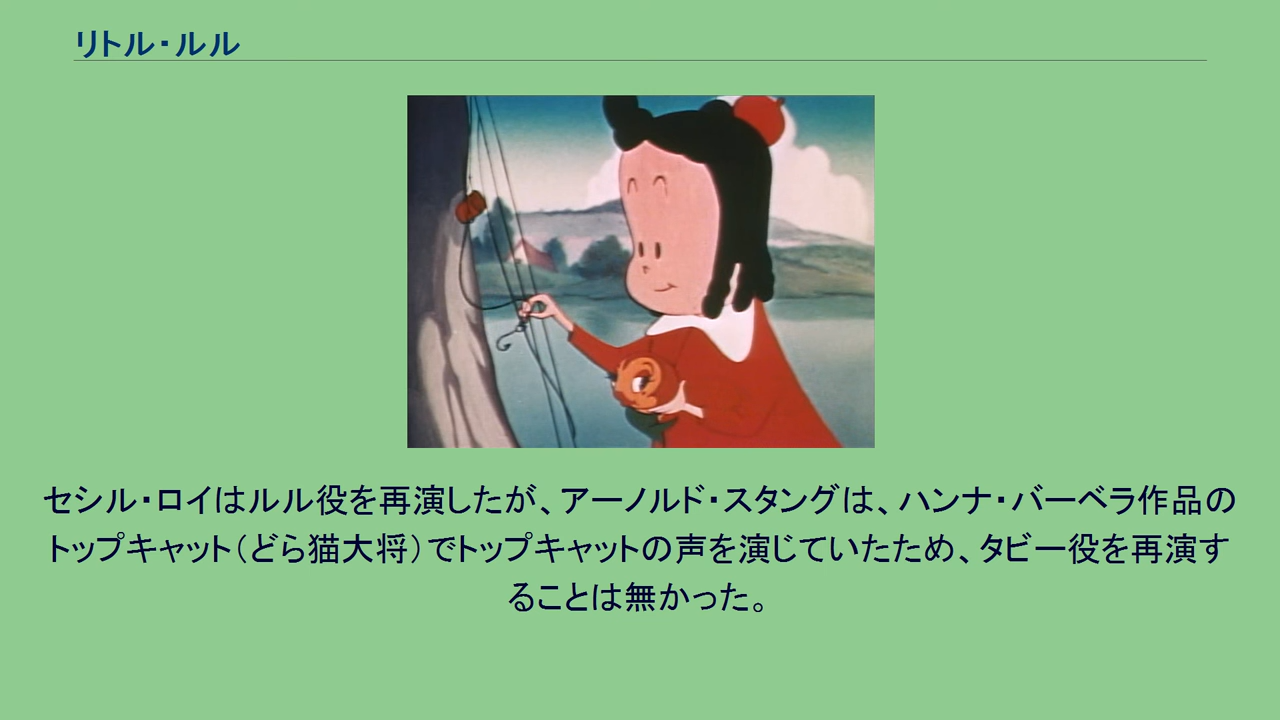 リトル・ルル
セシル・ロイはルル役を再演したが、アーノルド・スタングは、ハンナ・バーベラ作品の
トップキャット（どら猫大将）でトップキャットの声を演じていたため、タビー役を再演す
ることは無かった。